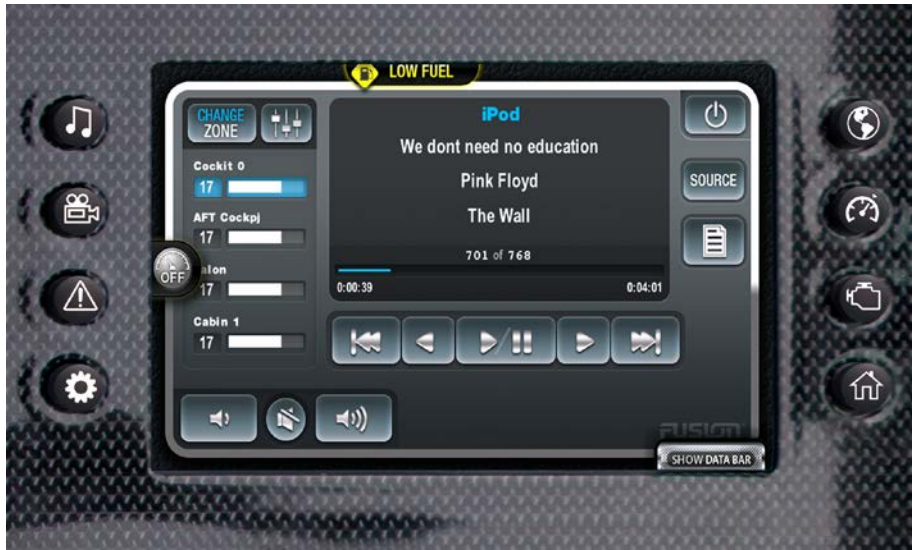 LOW FUEL
CHANGE
ZONE
iPod
We dont need no education
Pink Floyd
The Wall
701 of 768
0:00:39 0:04:01
SOURCE
Cockit 0
17
AFT Cockpj
17
OFF
17
Cabin 1
17
FUSION
SHOW DATA BAR